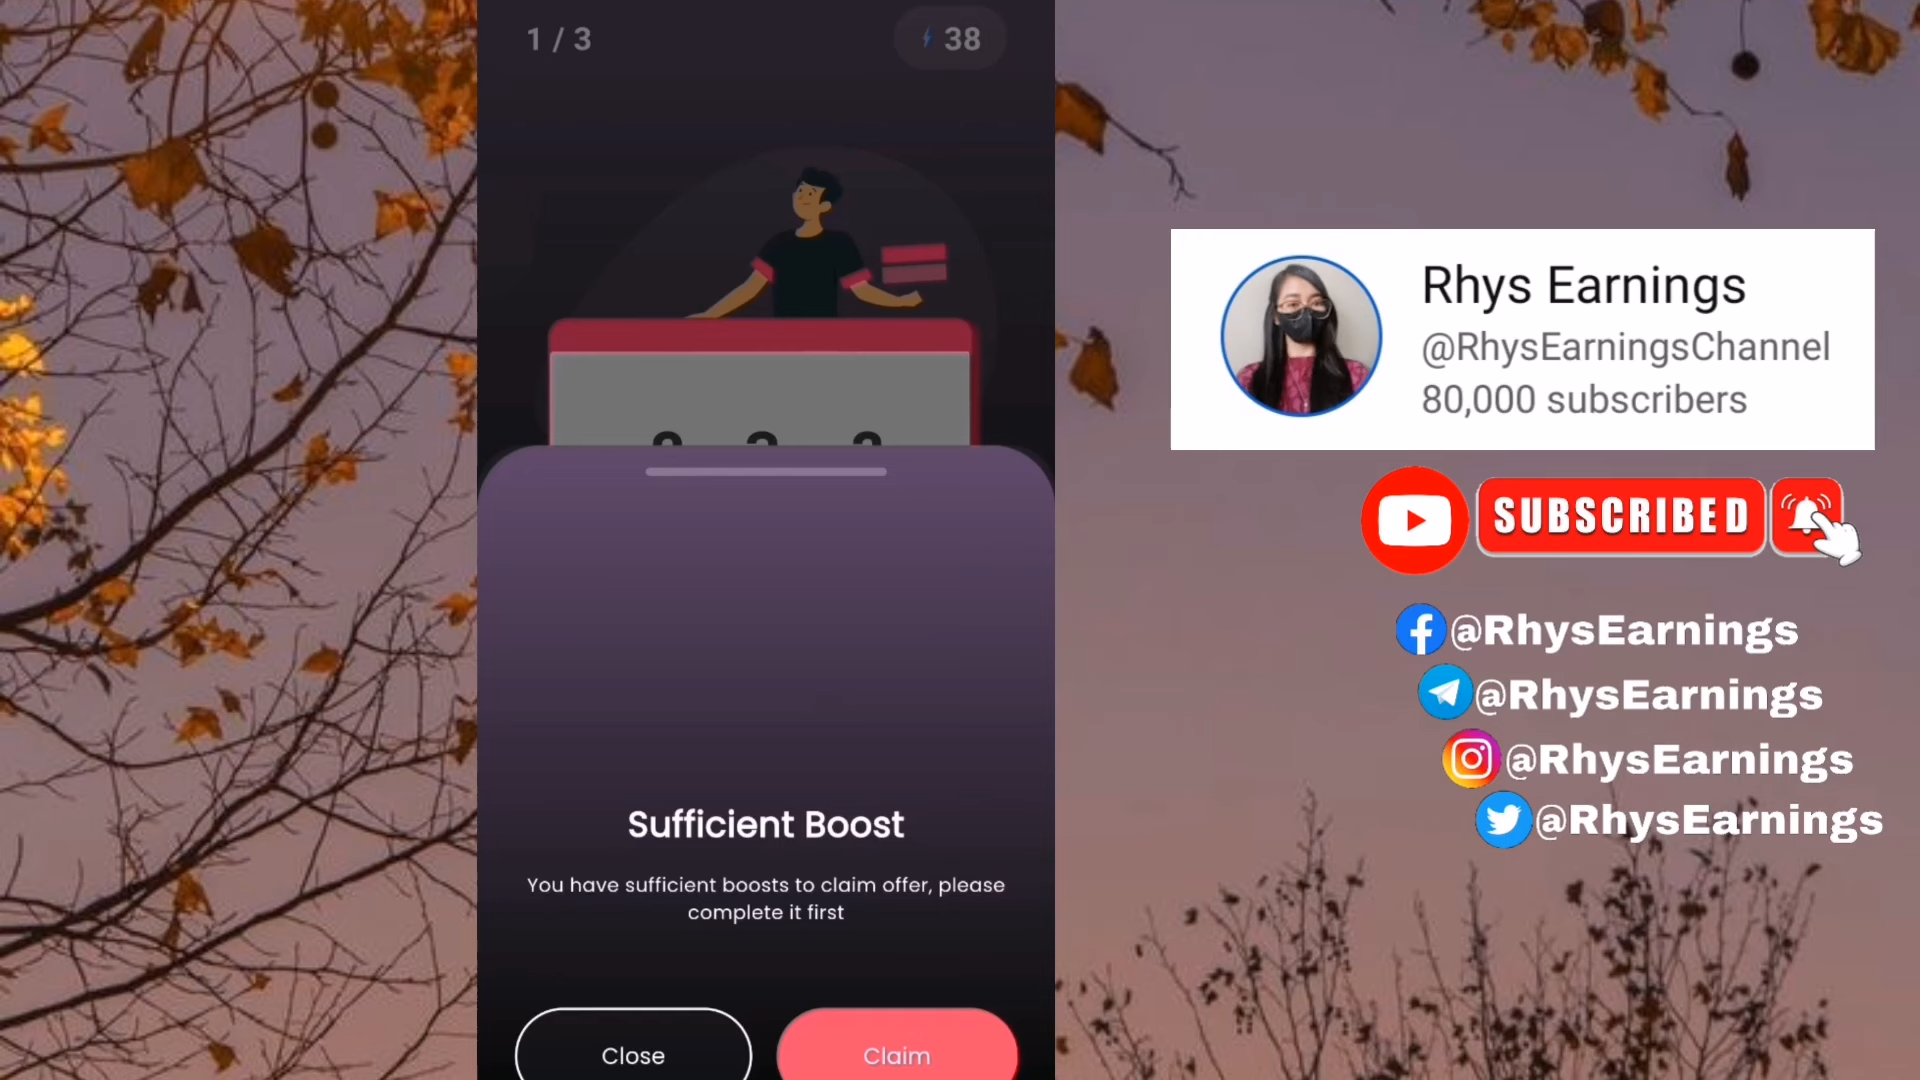 1 / 3
38
? ? ?
Sufficient Boost
You have sufficient boosts to claim offer, please
complete it first
Close
Claim
Rhys Earnings
@RhysEarningsChannel
80,000 subscribers
SUBSCRIBED
@RhysEarnings
@RhysEarnings
@RhysEarnings
@RhysEarnings